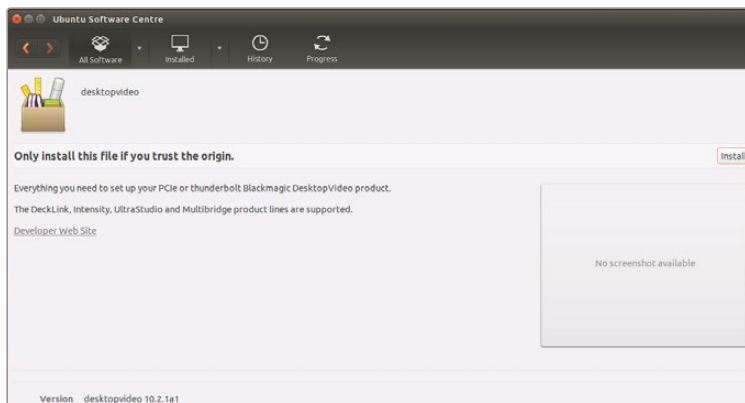 Ubuntu Software Centre
All Software
Installed
History
Progress
desktopvideo
Only install this file if you trust the origin.
Install
Everything you need to set up your PCIe or thunderbolt Blackmagic DesktopVideo product.
The DeckLink, Intensity, UltraStudio and Multibridge product lines are supported.
Developer Web Site
No screenshot available
Version desktopvideo 10.2.1a1